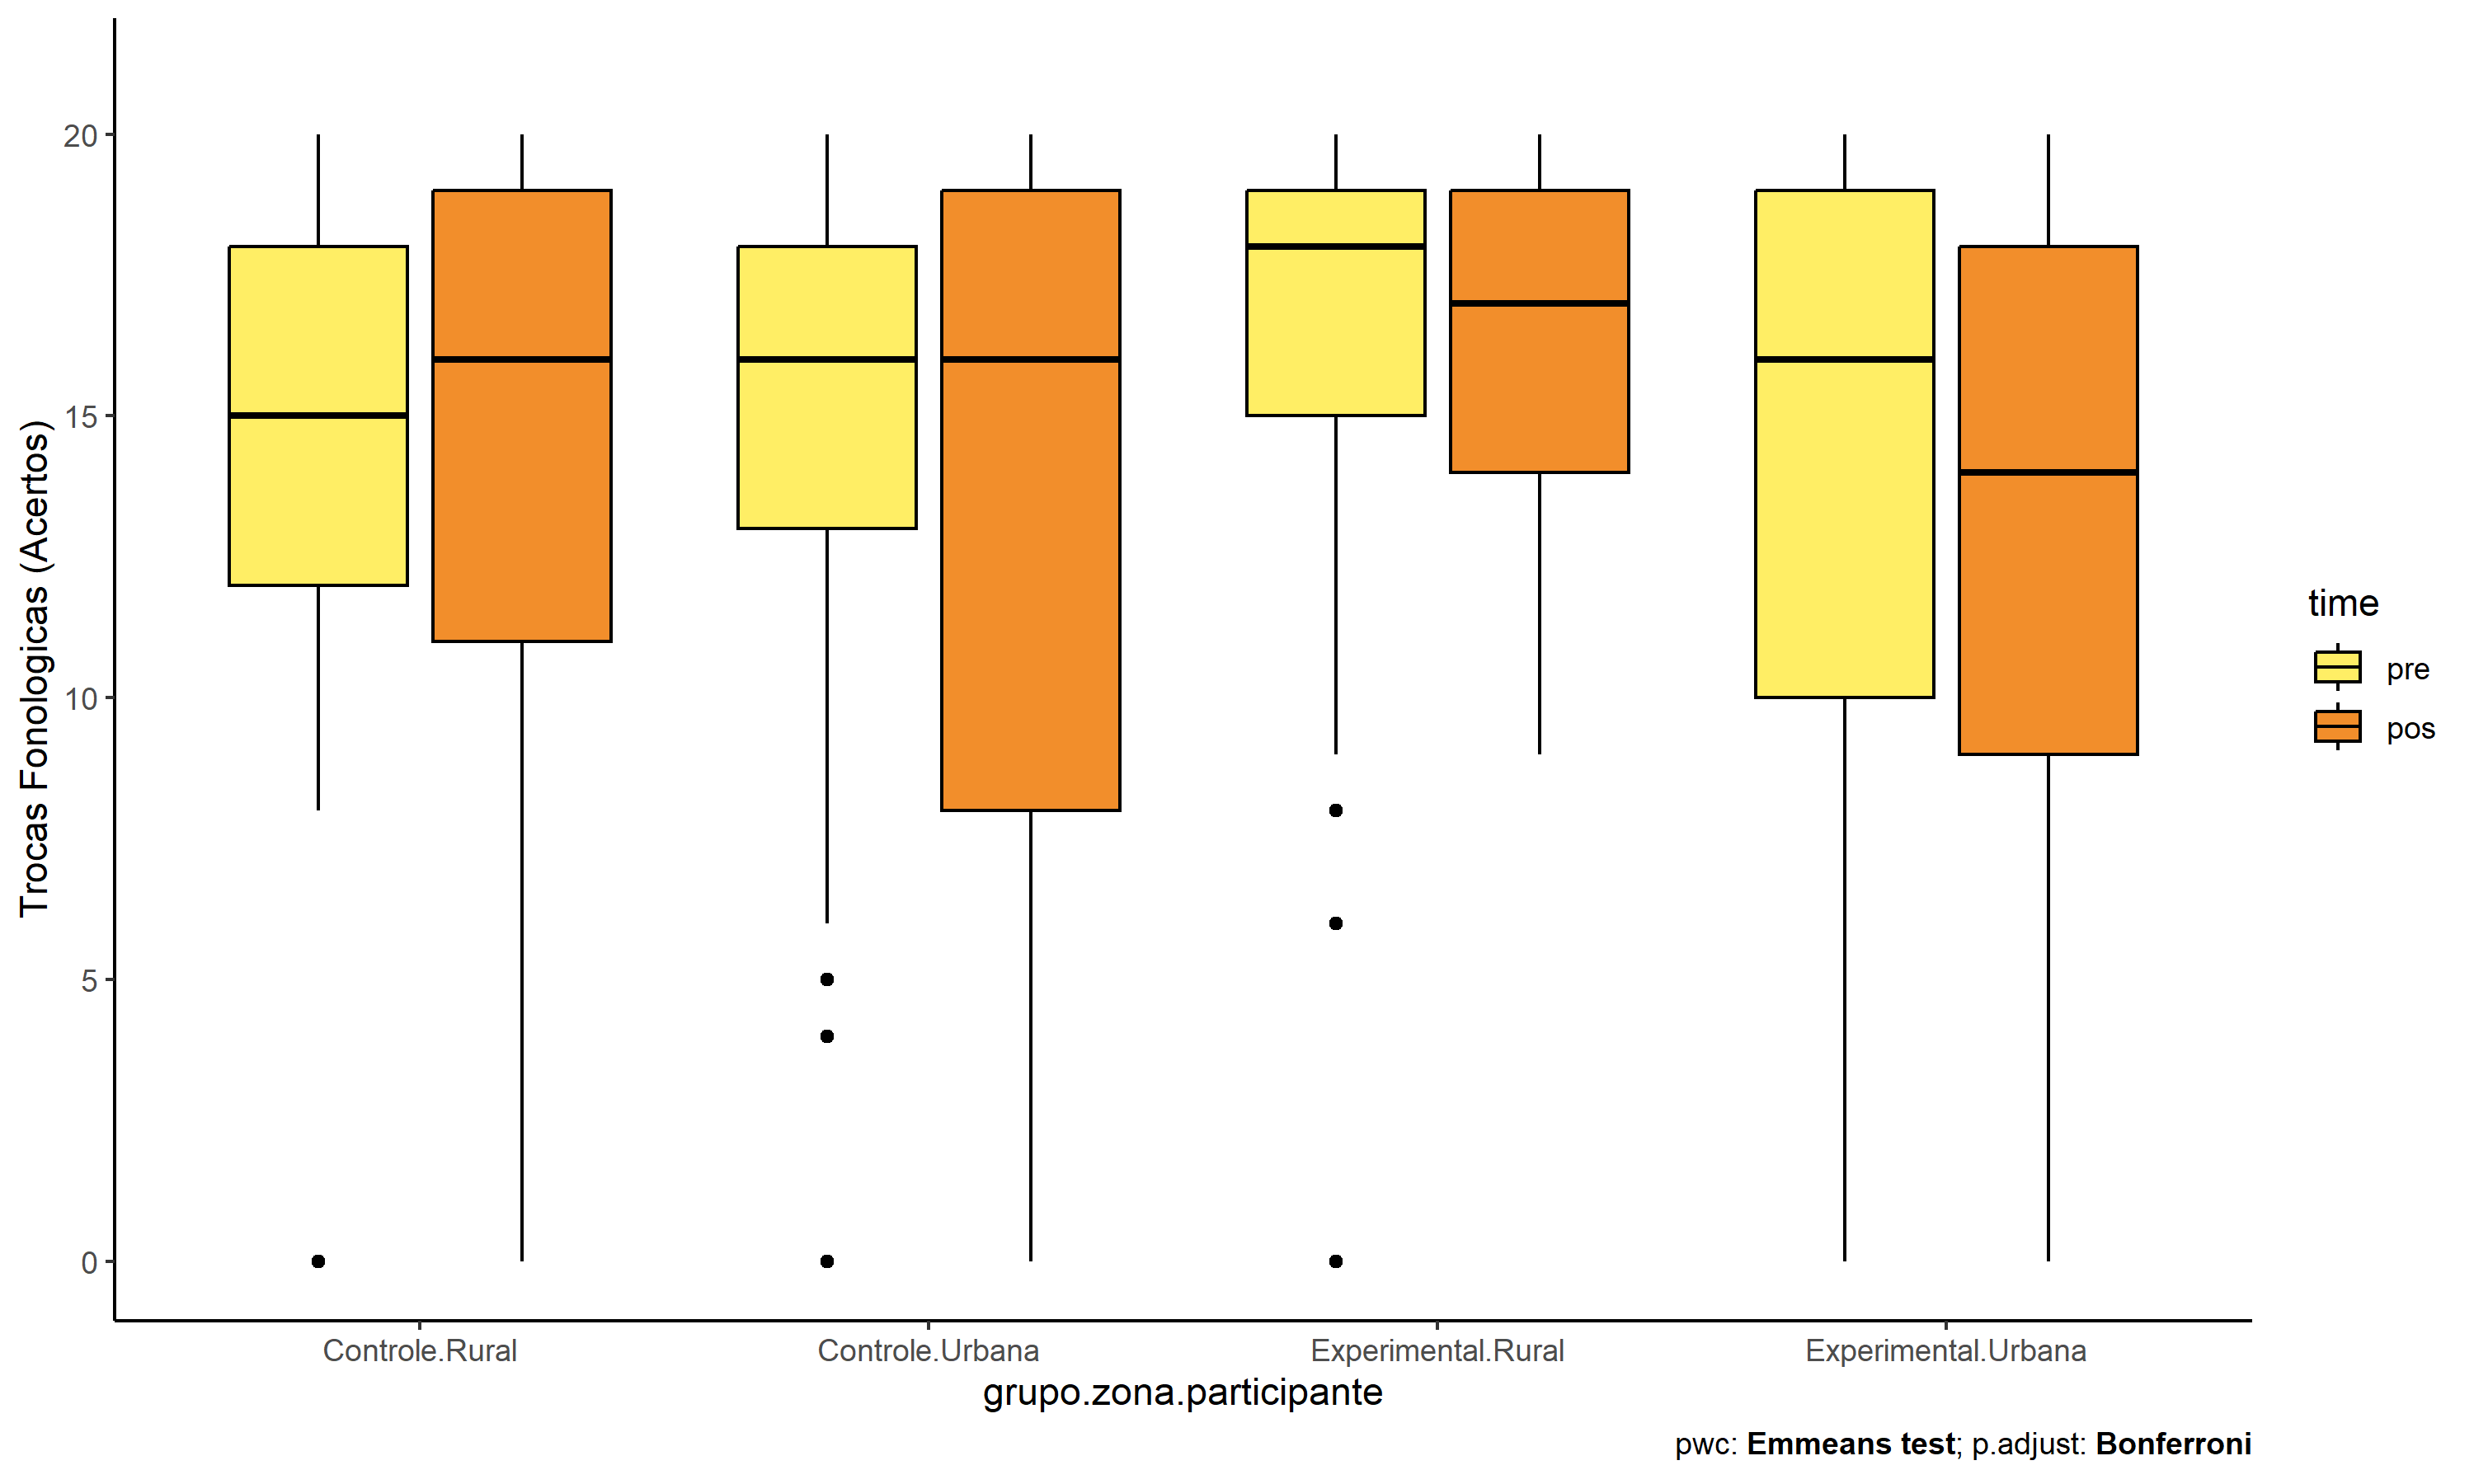 20
15
10
5
0
Trocas Fonologicas (Acertos)
Controle.Rural
Controle.Urbana
Experimental.Rural
Experimental.Urbana
grupo.zona.participante
time
pre
pos
pwc: Emmeans test; p.adjust: Bonferroni